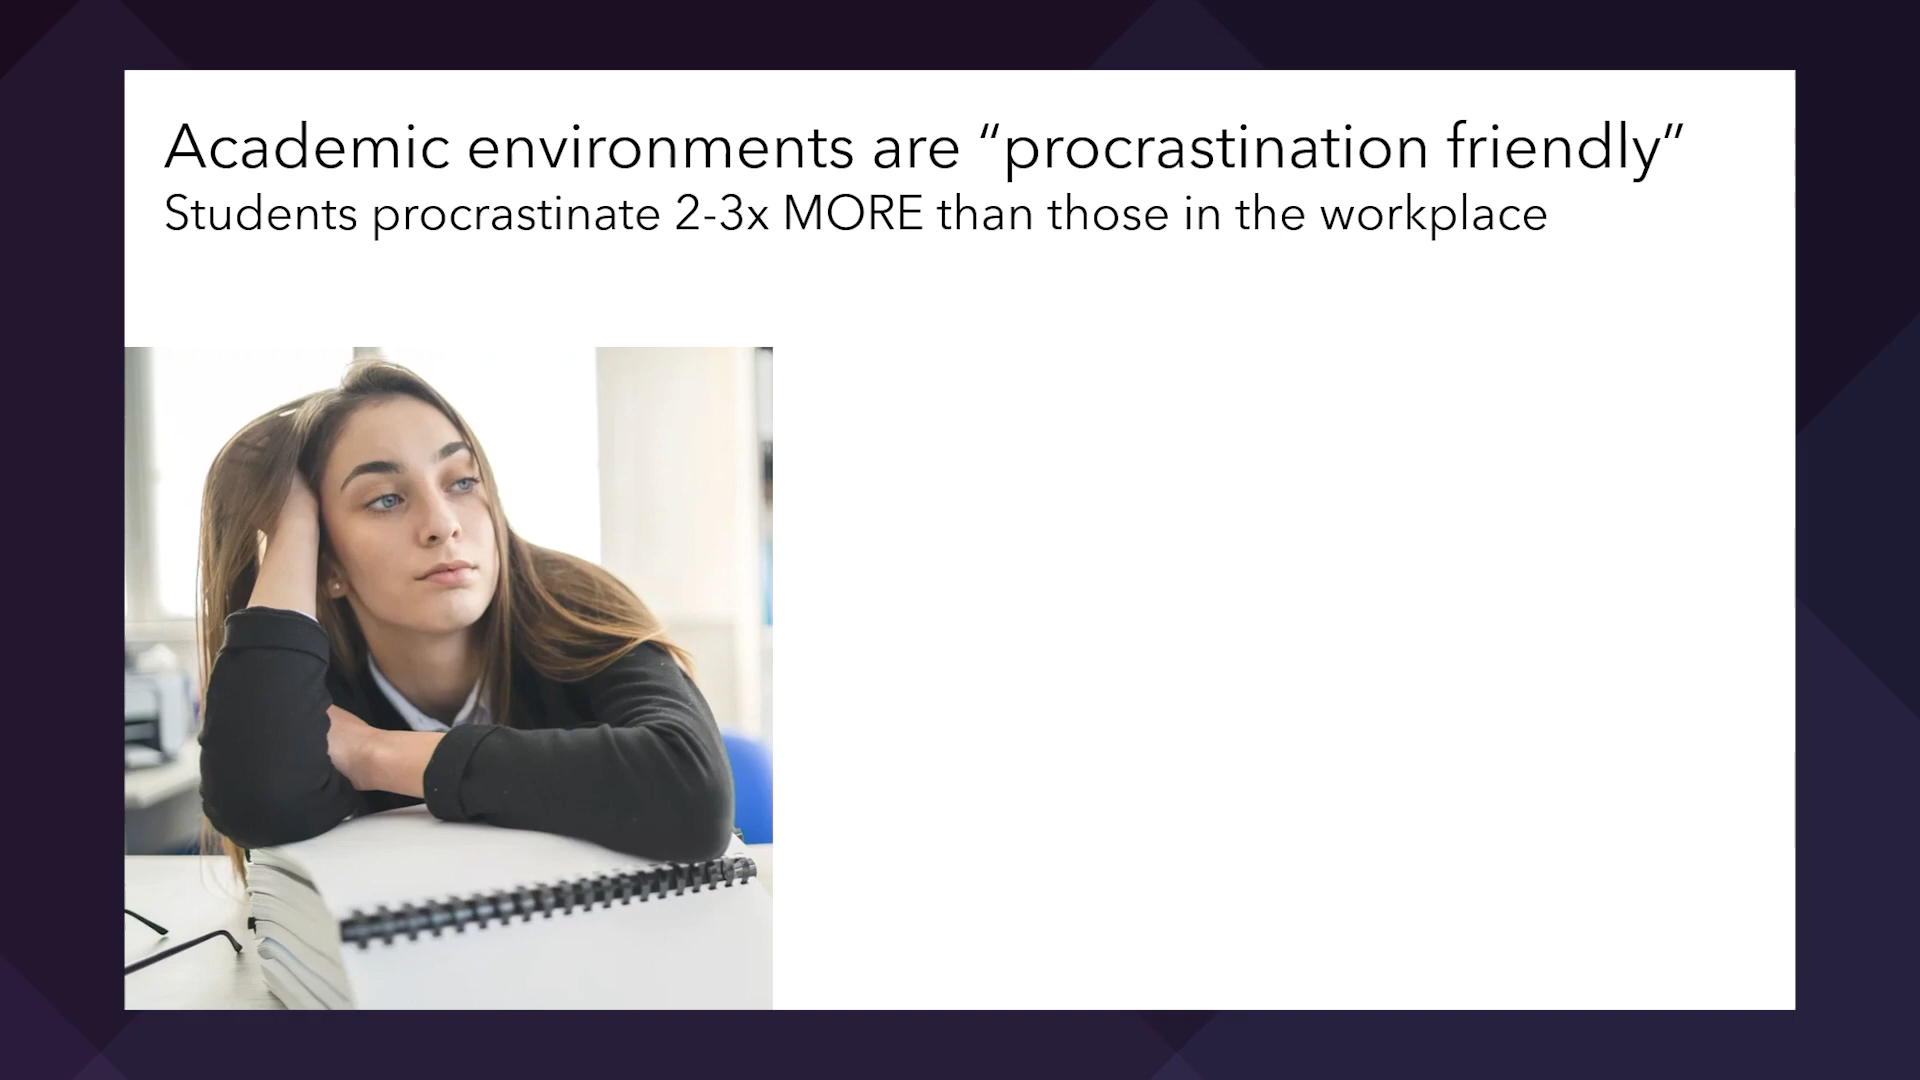 Academic environments are “procrastination friendly”
Students procrastinate 2-3x MORE than those in the workplace